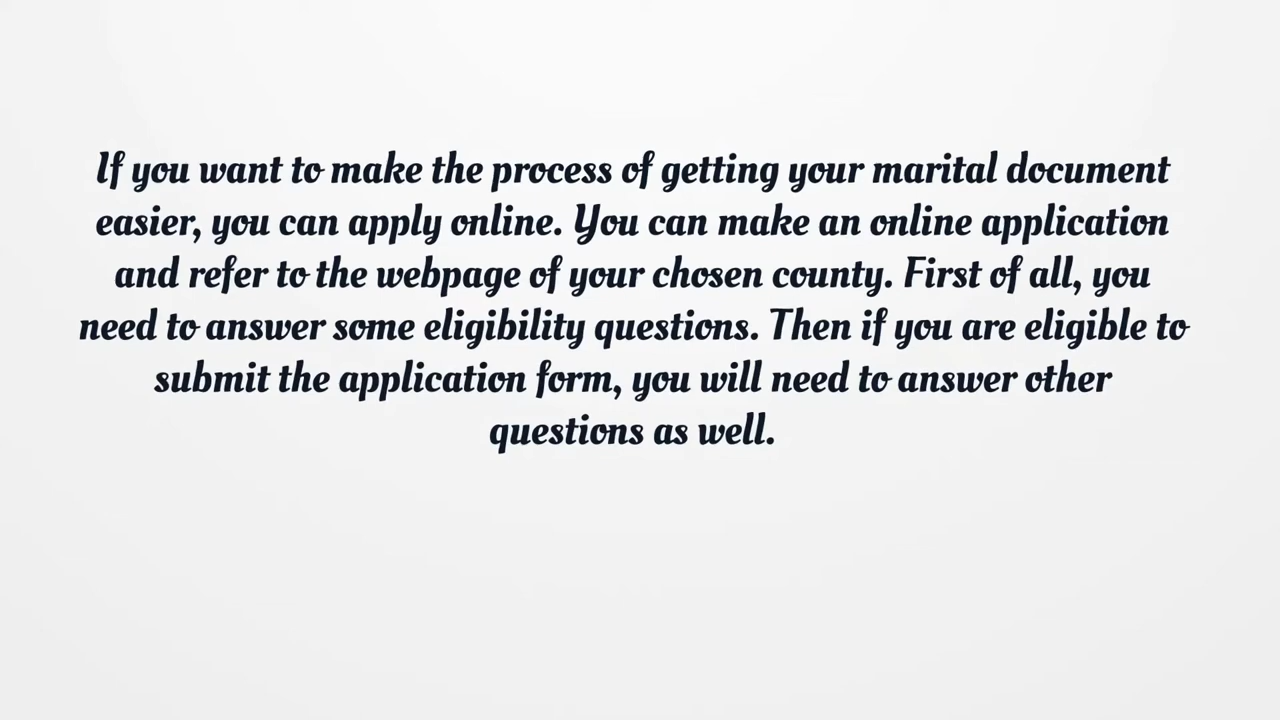 If you want to make the process of getting your marital document
easier, you can apply online. You can make an online application
and refer to the webpage of your chosen county. First of all, you
need to answer some eligibility questions. Then if you are eligible to
submit the application form, you will need to answer other
questions as well.